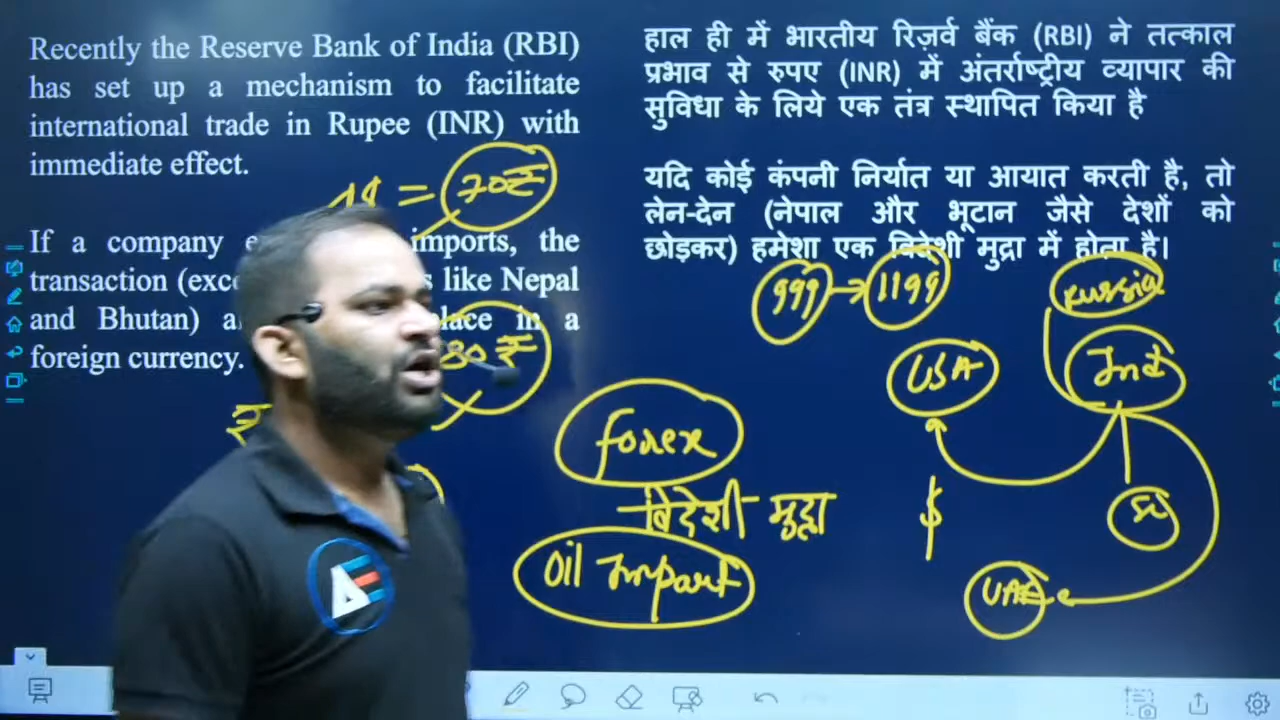 Recently the Reserve Bank of India (RBI)
has set up a mechanism to facilitate
international trade in Rupee (INR) with
immediate effect.
= 70₹
If a company imports, the
transaction like Nepal
and Bhutan) in a
foreign currency.
80 ₹
₹
हाल ही में भारतीय रिज़र्व बैंक (RBI) ने तत्काल
प्रभाव से रुपए (INR) में अंतर्राष्ट्रीय व्यापार की
सुविधा के लिये एक तंत्र स्थापित किया है
यदि कोई कंपनी निर्यात या आयात करती है, तो
लेन-देन (नेपाल और भूटान जैसे देशों को
छोड़कर) हमेशा एक विदेशी मुद्रा में होता है।
999 → 1199
Russia
USA
Ind
forex
विदेशी मुद्रा
$
Oil Import
UAE